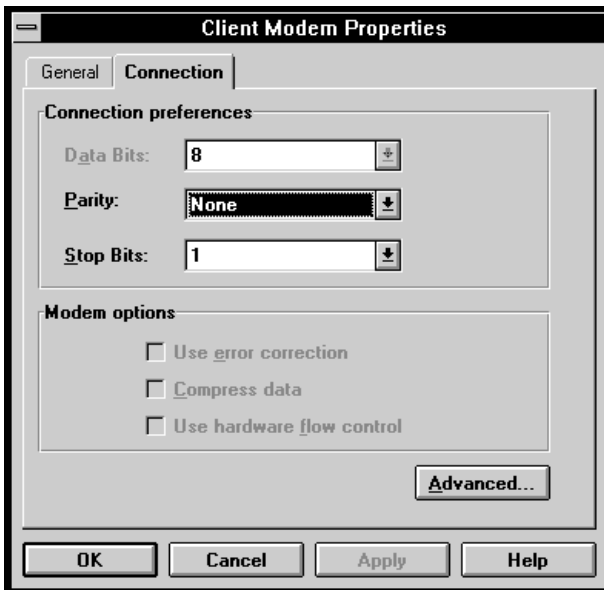 Client Modem Properties
General Connection
Connection preferences
Data Bits: 8
Parity: None
Stop Bits: 1
Modem options
Use error correction
Compress data
Use hardware flow control
Advanced...
OK Cancel Apply Help